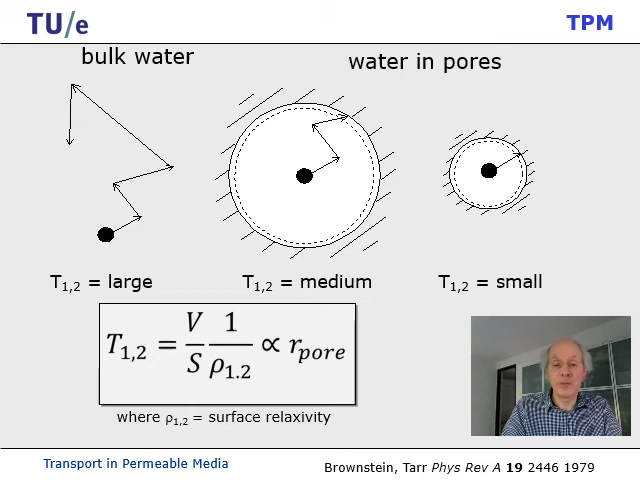 TU/e
TPM
bulk water
water in pores
T1,2 = large
T1,2 = medium
T1,2 = small
T1,2 = V/S 1/ρ1.2 ∝ rpore
where ρ1,2 = surface relaxivity
Transport in Permeable Media
Brownstein, Tarr Phys Rev A 19 2446 1979